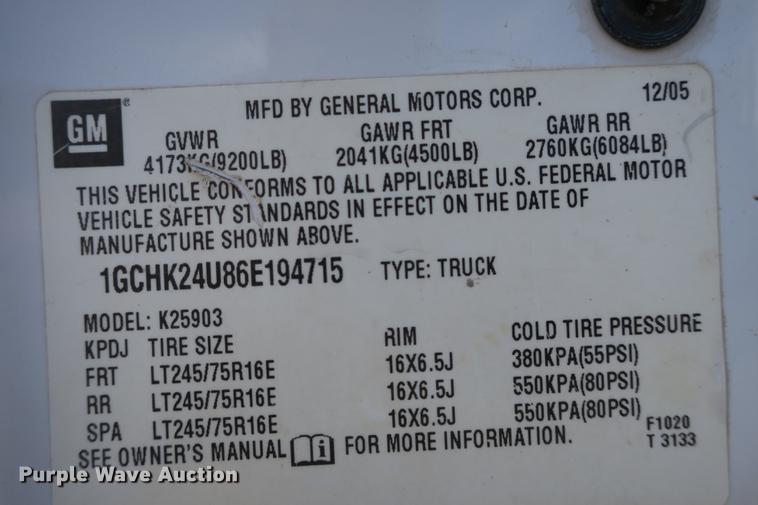 GM ® MFD BY GENERAL MOTORS CORP. 12/05
GVWR GAWR FRT GAWR RR
4173KG(9200LB) 2041KG(4500LB) 2760KG(6084LB)
THIS VEHICLE CONFORMS TO ALL APPLICABLE U.S. FEDERAL MOTOR
VEHICLE SAFETY STANDARDS IN EFFECT ON THE DATE OF
MANUFACTURE SHOWN ABOVE.
1GCHK24U86E194715 TYPE: TRUCK
MODEL: K25903
KPDJ TIRE SIZE RIM COLD TIRE PRESSURE
FRT LT245/75R16E 16X6.5J 380KPA(55PSI)
RR LT245/75R16E 16X6.5J 550KPA(80PSI)
SPA LT245/75R16E 16X6.5J 550KPA(80PSI)
SEE OWNER'S MANUAL i FOR MORE INFORMATION.
F1020
T 3133
Purple Wave Auction